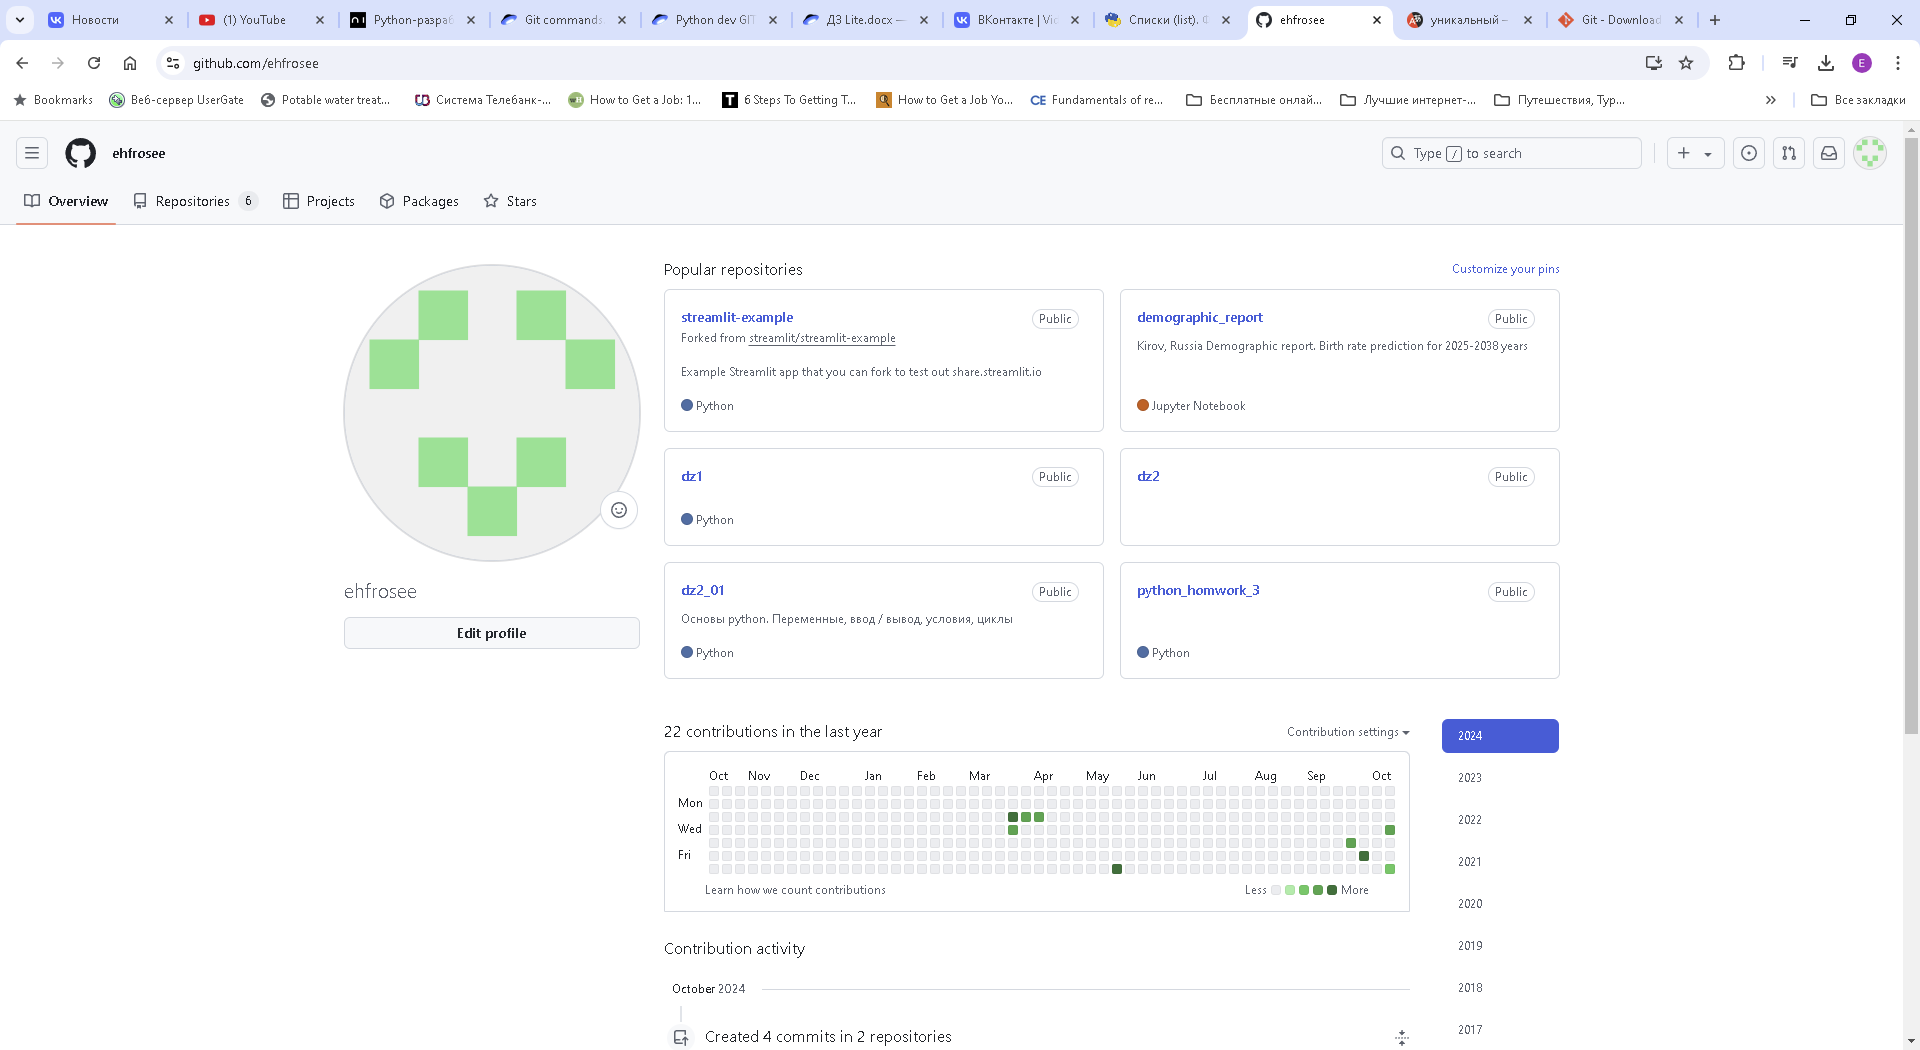 Новости
(1) YouTube
Python-разраб
Git commands
Python dev GIT
ДЗ Lite.docx —
ВКонтакте | Vid
Списки (list). Ф
ehfrosee
уникальный –
Git - Download
github.com/ehfrosee
E
Bookmarks
Веб-сервер UserGate
Potable water treat...
Система Телебанк-...
How to Get a Job: 1...
6 Steps To Getting T...
How to Get a Job Yo...
Fundamentals of re...
Бесплатные онлай...
Лучшие интернет-...
Путешествия, Тур...
Все закладки
ehfrosee
Type / to search
Overview
Repositories 6
Projects
Packages
Stars
Popular repositories
Customize your pins
streamlit-example
Public
Forked from streamlit/streamlit-example
Example Streamlit app that you can fork to test out share.streamlit.io
Python
demographic_report
Public
Kirov, Russia Demographic report. Birth rate prediction for 2025-2038 years
Jupyter Notebook
dz1
Public
Python
dz2
Public
dz2_01
Public
Основы python. Переменные, ввод / вывод, условия, циклы
Python
python_homwork_3
Public
Python
ehfrosee
Edit profile
22 contributions in the last year
Contribution settings
Oct Nov Dec Jan Feb Mar Apr May Jun Jul Aug Sep Oct
Mon
Wed
Fri
Learn how we count contributions
Less
More
2024
2023
2022
2021
2020
2019
2018
2017
Contribution activity
October 2024
Created 4 commits in 2 repositories